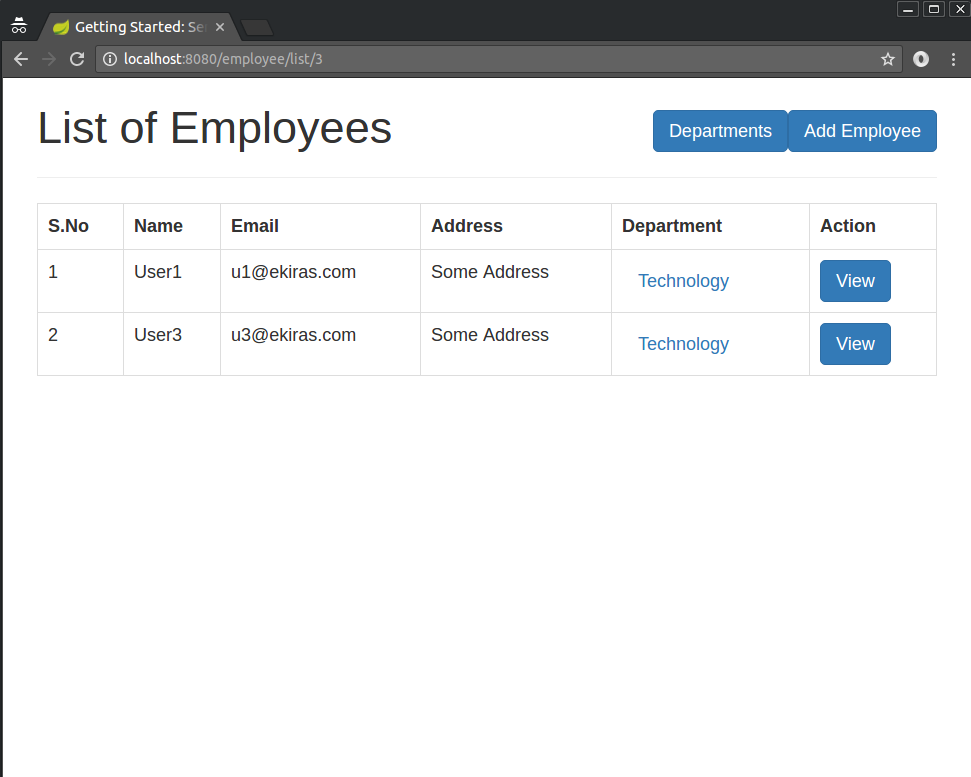 Getting Started: Se
localhost:8080/employee/list/3
List of Employees
Departments Add Employee
S.No Name Email Address Department Action
1 User1 u1@ekiras.com Some Address Technology View
2 User3 u3@ekiras.com Some Address Technology View